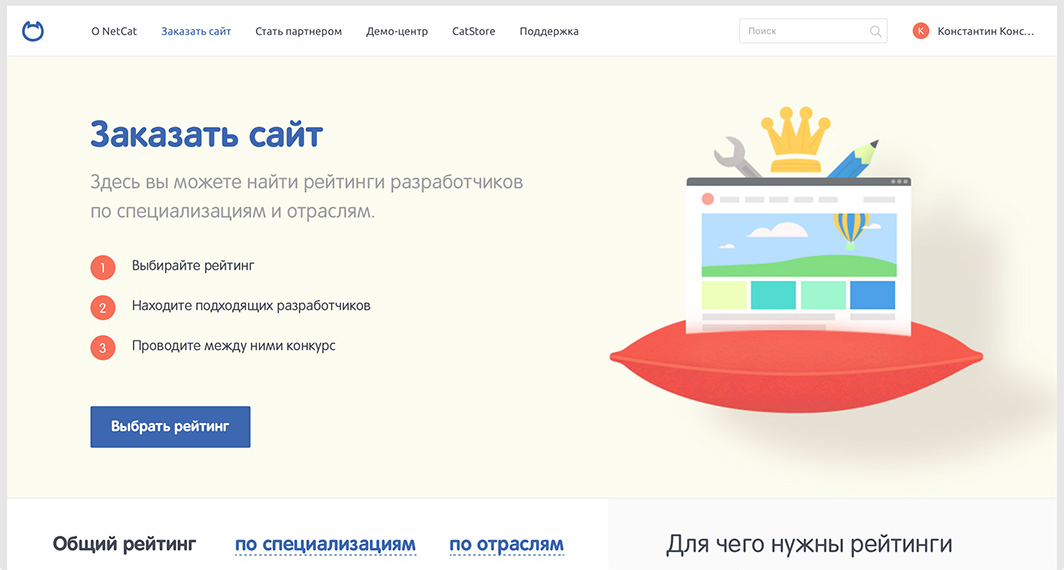 О NetCat Заказать сайт Стать партнером Демо-центр CatStore Поддержка Поиск К Константин Конс...
Заказать сайт
Здесь вы можете найти рейтинги разработчиков
по специализациям и отраслям.
1 Выбирайте рейтинг
2 Находите подходящих разработчиков
3 Проводите между ними конкурс
Выбрать рейтинг
Общий рейтинг по специализациям по отраслям
Для чего нужны рейтинги